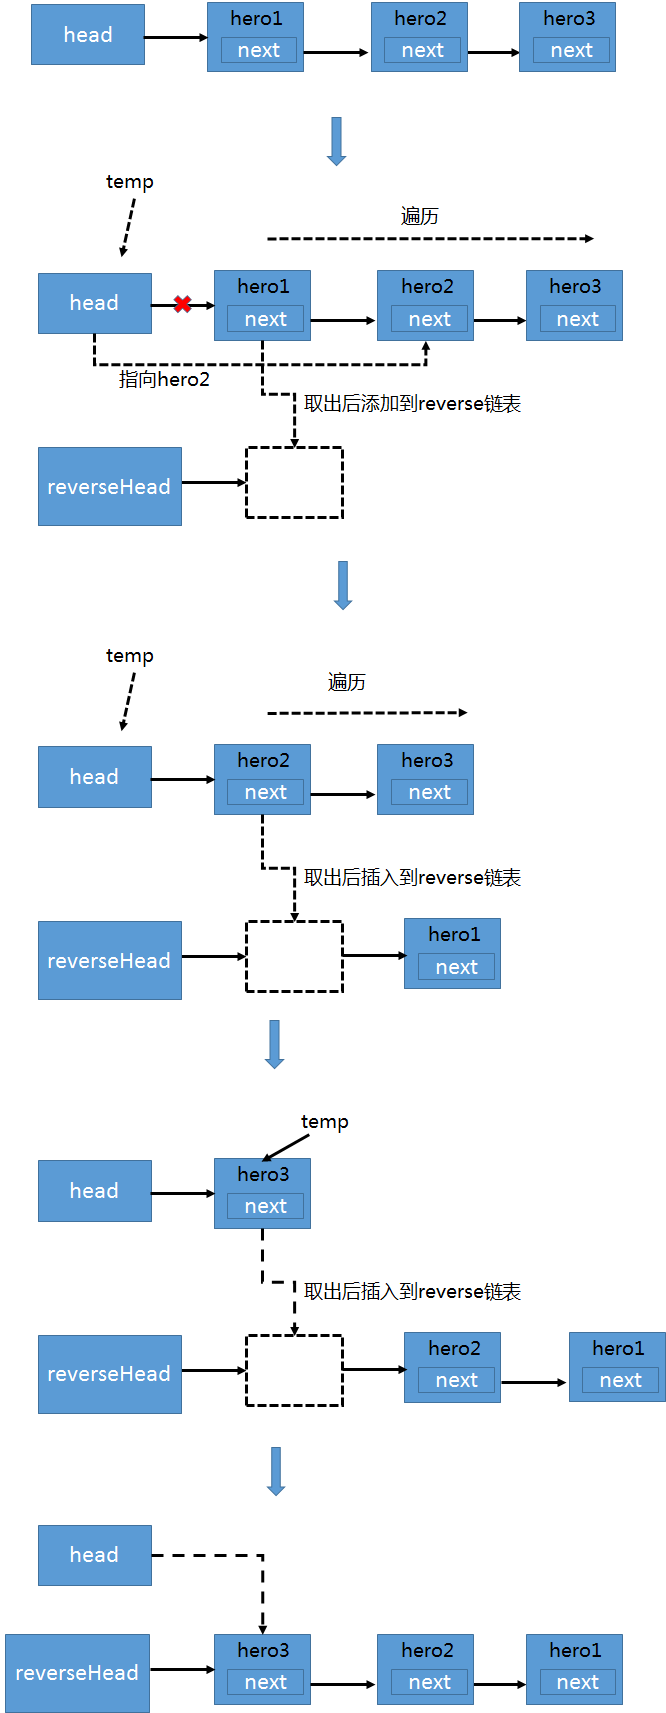 head
hero1
next
hero2
next
hero3
next
temp
遍历
head
hero1
next
hero2
next
hero3
next
指向hero2
取出后添加到reverse链表
reverseHead
temp
遍历
head
hero2
next
hero3
next
取出后插入到reverse链表
reverseHead
hero1
next
temp
head
hero3
next
取出后插入到reverse链表
reverseHead
hero2
next
hero1
next
head
reverseHead
hero3
next
hero2
next
hero1
next